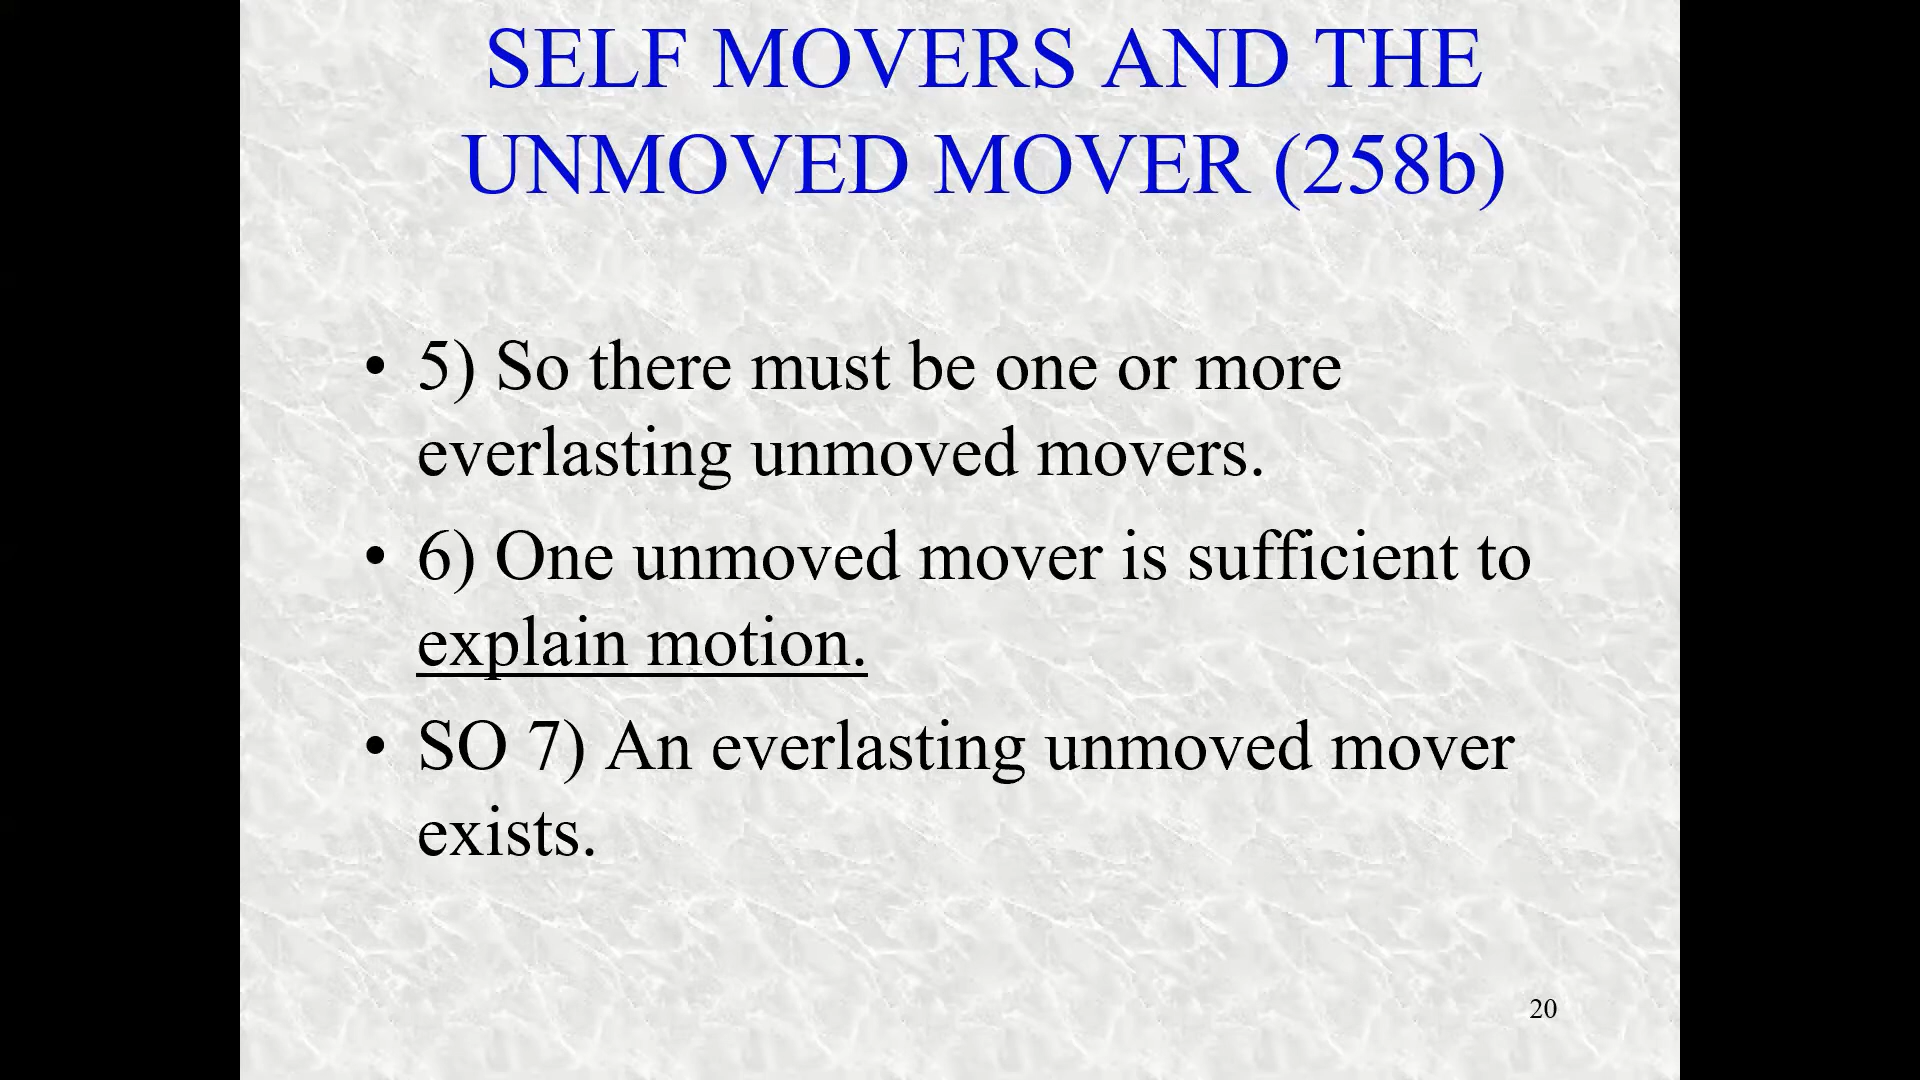 SELF MOVERS AND THE
UNMOVED MOVER (258b)
• 5) So there must be one or more
everlasting unmoved movers.
• 6) One unmoved mover is sufficient to
explain motion.
• SO 7) An everlasting unmoved mover
exists.
20